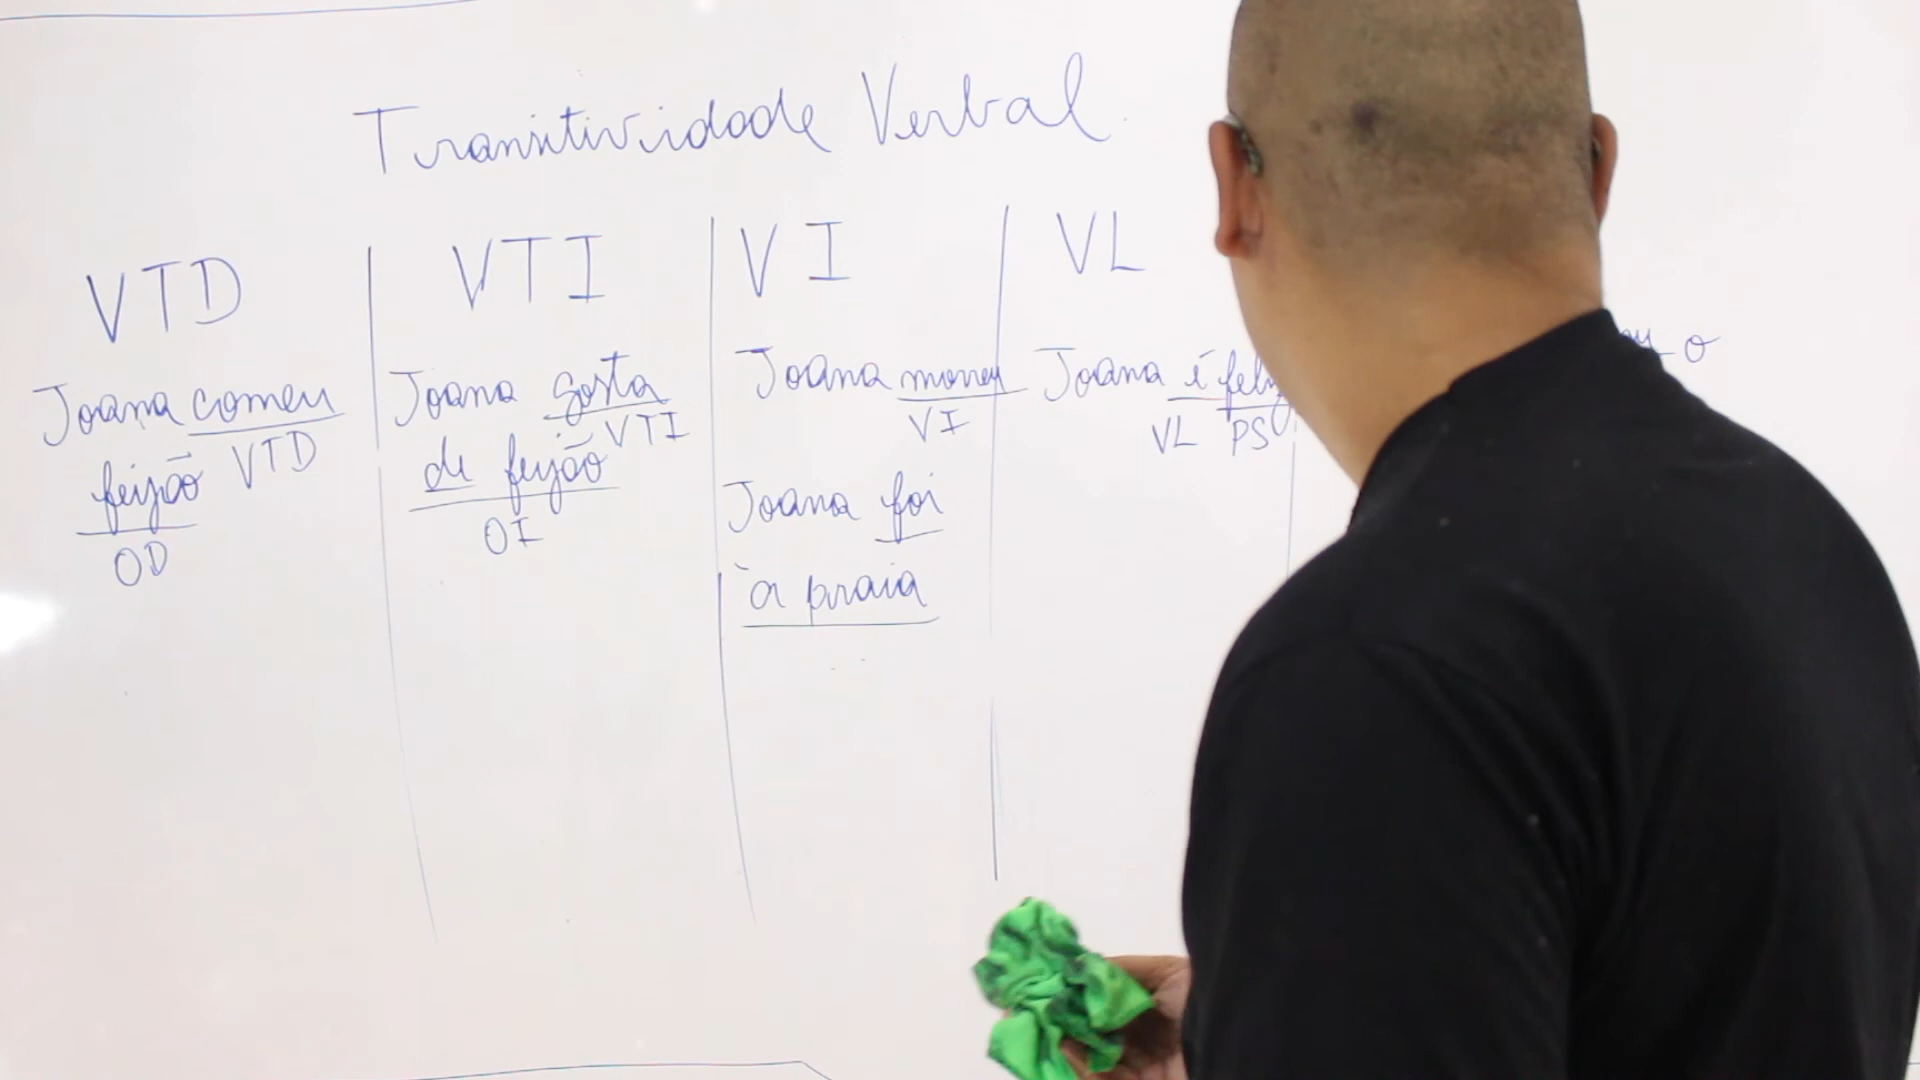 Transitividade Verbal
VTD
Joana comeu
VTD
feijão
OD
VTI
Joana gosta
VTI
de feijão
OI
VI
Joana morreu
VI
Joana foi
à praia
VL
Joana é feliz
VL PS
o